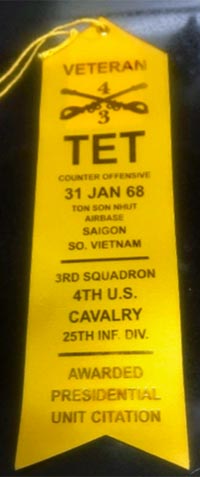 VETERAN
4
3
TET
COUNTER OFFENSIVE
31 JAN 68
TON SON NHUT
AIRBASE
SAIGON
SO. VIETNAM
3RD SQUADRON
4TH U.S.
CAVALRY
25TH INF. DIV.
AWARDED
PRESIDENTIAL
UNIT CITATION